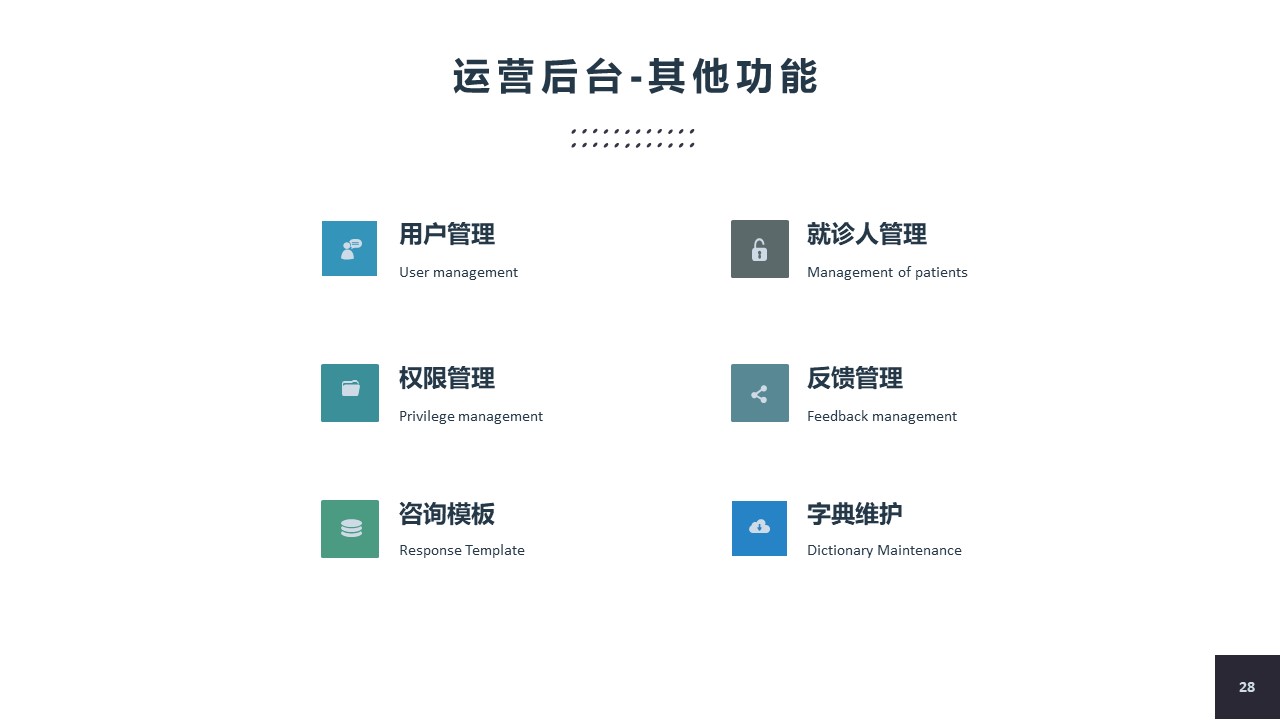 运营后台-其他功能
用户管理
User management
就诊人管理
Management of patients
权限管理
Privilege management
反馈管理
Feedback management
咨询模板
Response Template
字典维护
Dictionary Maintenance
28